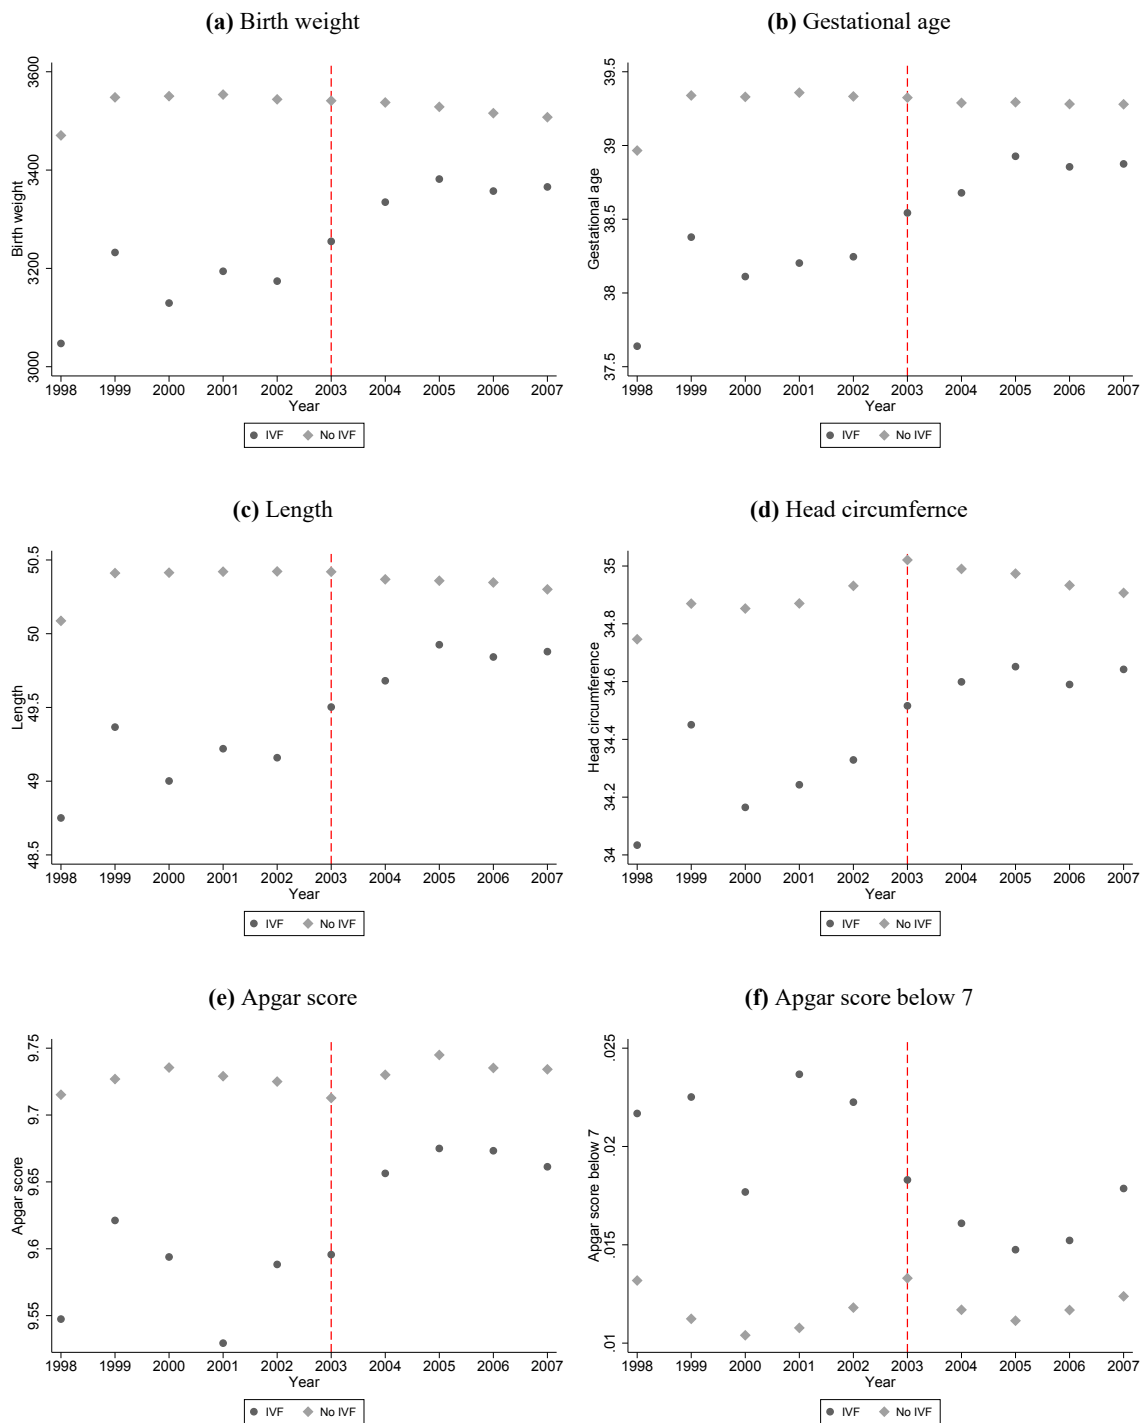 (a) Birth weight
Birth weight
3000 3200 3400 3600
1998 1999 2000 2001 2002 2003 2004 2005 2006 2007
Year
IVF No IVF
(b) Gestational age
Gestational age
37.5 38 38.5 39 39.5
1998 1999 2000 2001 2002 2003 2004 2005 2006 2007
Year
IVF No IVF
(c) Length
Length
48.5 49 49.5 50 50.5
1998 1999 2000 2001 2002 2003 2004 2005 2006 2007
Year
IVF No IVF
(d) Head circumfernce
Head circumference
34 34.2 34.4 34.6 34.8 35
1998 1999 2000 2001 2002 2003 2004 2005 2006 2007
Year
IVF No IVF
(e) Apgar score
Apgar score
9.55 9.6 9.65 9.7 9.75
1998 1999 2000 2001 2002 2003 2004 2005 2006 2007
Year
IVF No IVF
(f) Apgar score below 7
Apgar score below 7
.01 .015 .02 .025
1998 1999 2000 2001 2002 2003 2004 2005 2006 2007
Year
IVF No IVF